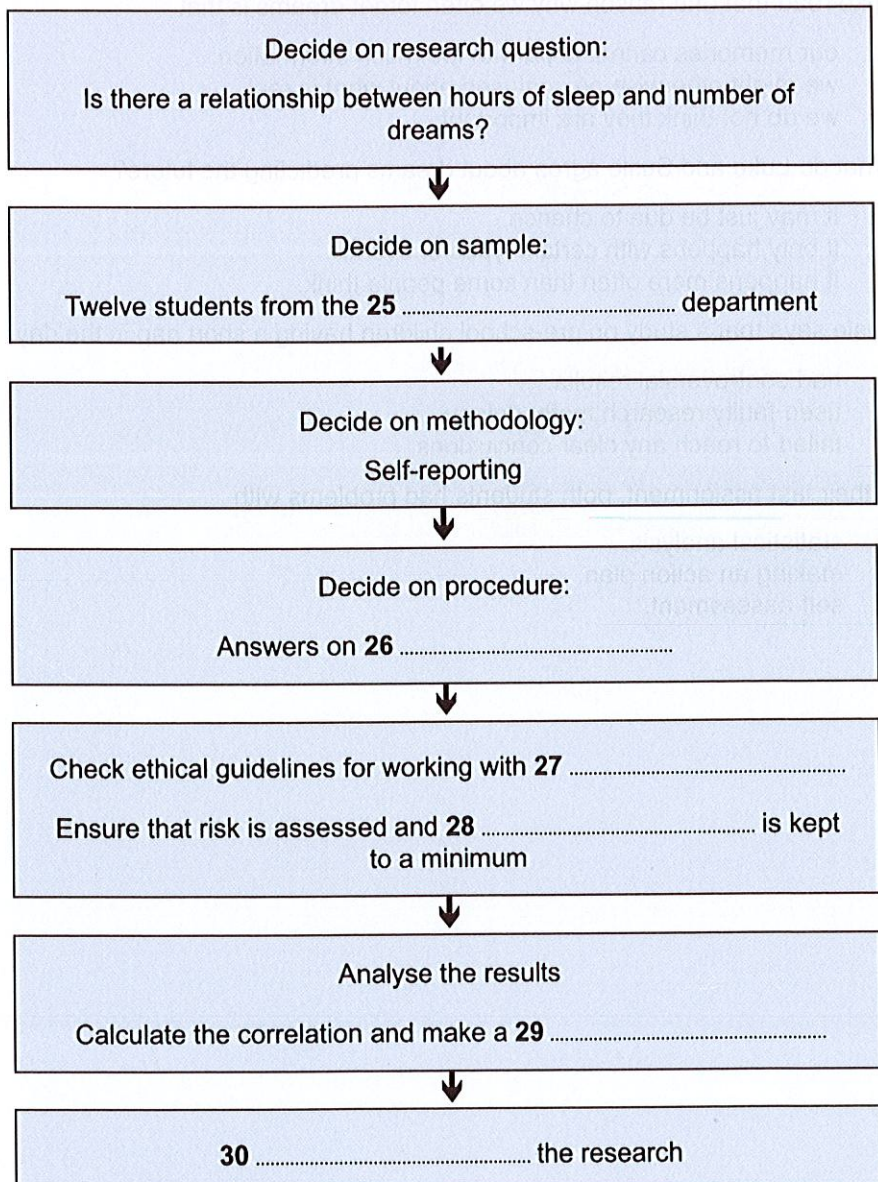 Decide on research question:
Is there a relationship between hours of sleep and number of
dreams?
Decide on sample:
Twelve students from the 25 .................................................. department
Decide on methodology:
Self-reporting
Decide on procedure:
Answers on 26 ..................................................
Check ethical guidelines for working with 27 ..................................................
Ensure that risk is assessed and 28 .................................................. is kept
to a minimum
Analyse the results
Calculate the correlation and make a 29 ..................................................
30 .................................................. the research